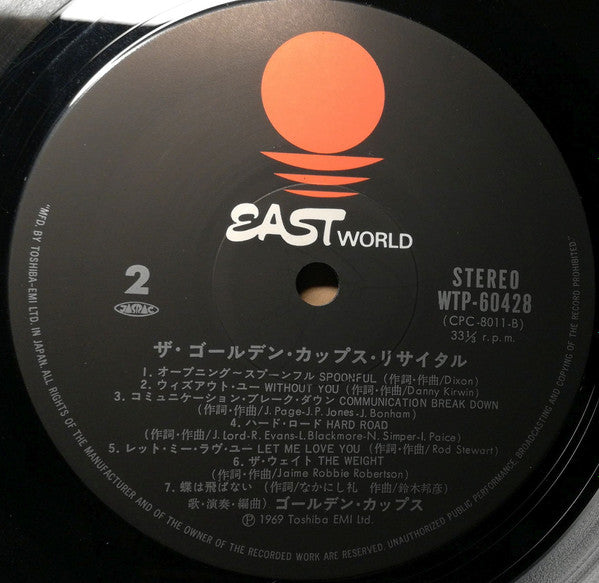 EAST WORLD
2
JASRAC
STEREO
WTP-60428
(CPC-8011-B)
33⅓ r.p.m.
ザ・ゴールデン・カップス・リサイタル
1. オープニング〜スプーンフル SPOONFUL (作詞・作曲/Dixon)
2. ウィズアウト・ユー WITHOUT YOU (作詞・作曲/Danny Kirwin)
3. コミュニケーション・ブレーク・ダウン COMMUNICATION BREAK DOWN
(作詞・作曲/J. Page-J.P. Jones-J. Bonham)
4. ハード・ロード HARD ROAD
(作詞・作曲/J.Lord-R. Evans-L.Blackmore-N. Simper-I. Paice)
5. レット・ミー・ラヴ・ユー LET ME LOVE YOU (作詞・作曲/Rod Stewart)
6. ザ・ウェイト THE WEIGHT
(作詞・作曲/Jaime Robbie Robertson)
7. 蝶は飛ばない (作詞/なかにし礼 作曲/鈴木邦彦)
歌・演奏・編曲) ゴールデン・カップス
Ⓟ 1969 Toshiba EMI Ltd.
"MFD. BY TOSHIBA-EMI LTD. IN JAPAN. ALL RIGHTS OF THE MANUFACTURER AND OF THE OWNER OF THE RECORDED WORK ARE RESERVED. UNAUTHORIZED PUBLIC PERFORMANCE, BROADCASTING AND COPYING OF THE RECORD PROHIBITED."